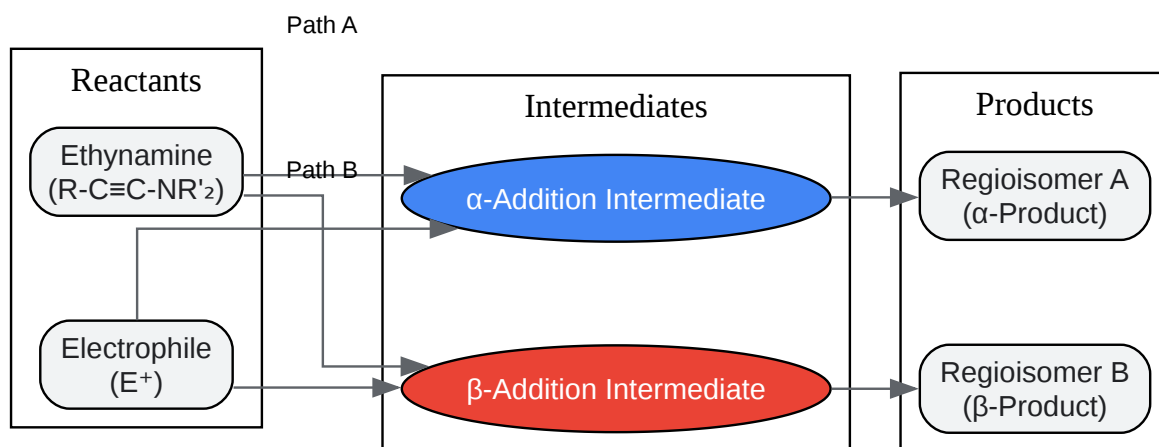 Path A
Reactants
Ethynamine
(R-C≡C-NR'₂)
Electrophile
(E⁺)
Path B
Intermediates
α-Addition Intermediate
β-Addition Intermediate
Products
Regioisomer A
(α-Product)
Regioisomer B
(β-Product)